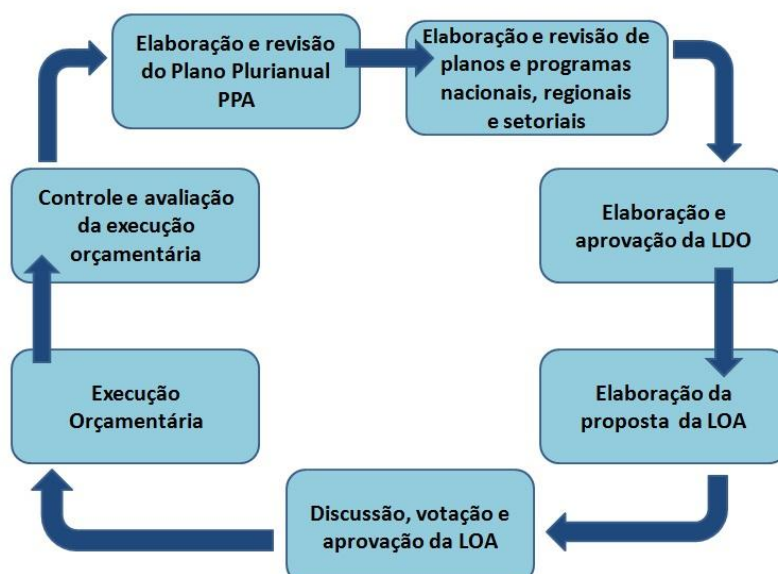 Elaboração e revisão
do Plano Plurianual
PPA
Elaboração e revisão de
planos e programas
nacionais, regionais
e setoriais
Elaboração e
aprovação da LDO
Elaboração da
proposta da LOA
Discussão, votação e
aprovação da LOA
Execução
Orçamentária
Controle e avaliação
da execução
orçamentária